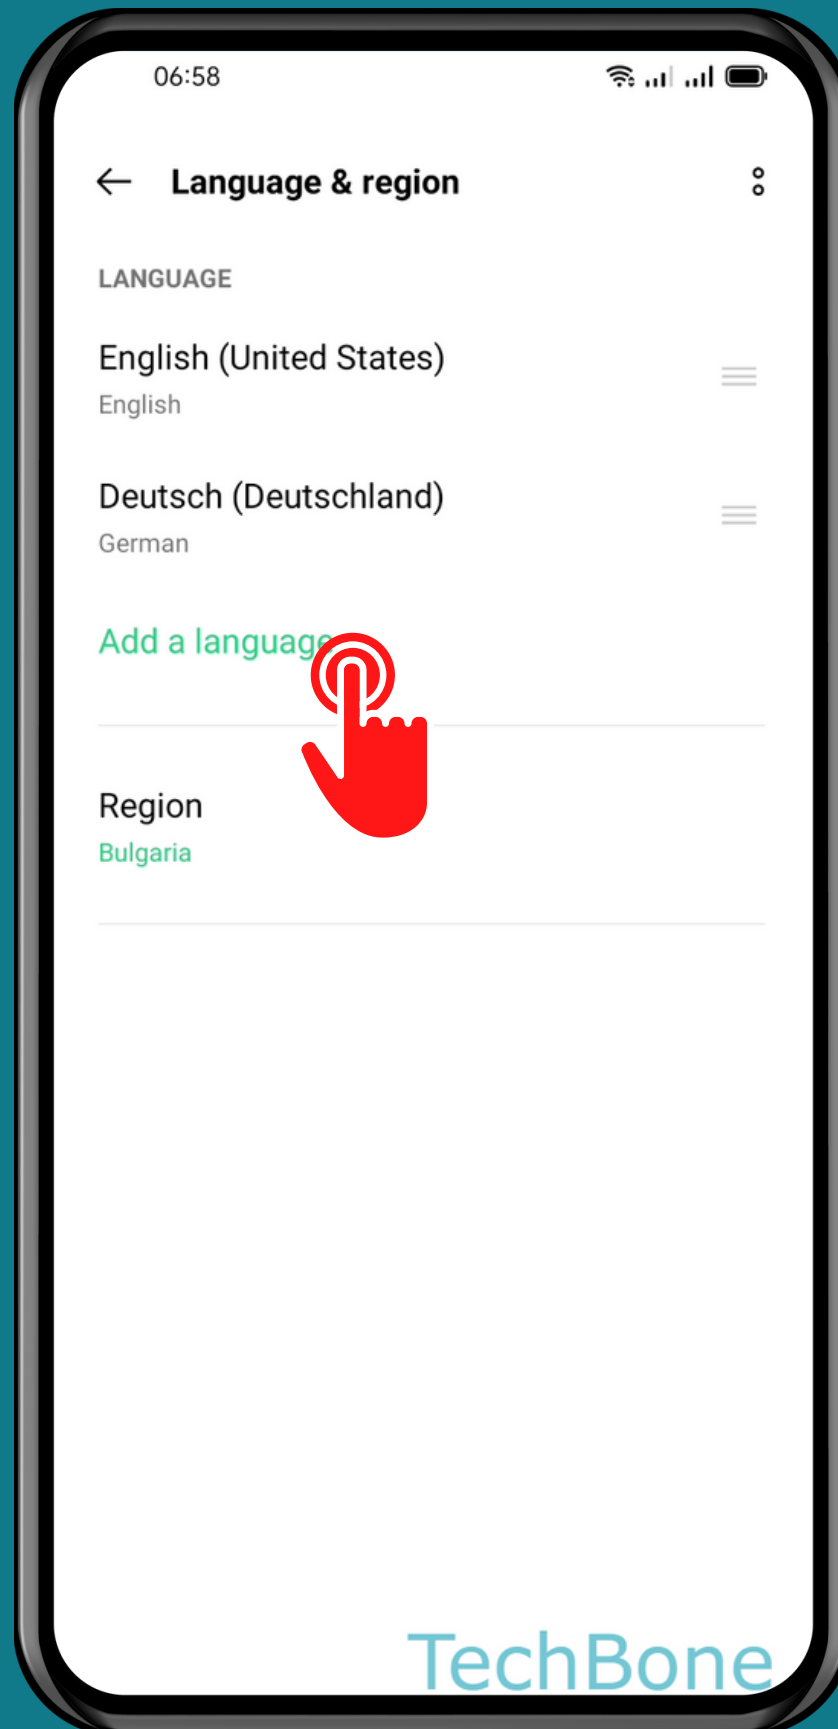 06:58
Language & region
LANGUAGE
English (United States)
English
Deutsch (Deutschland)
German
Add a language
Region
Bulgaria
TechBone